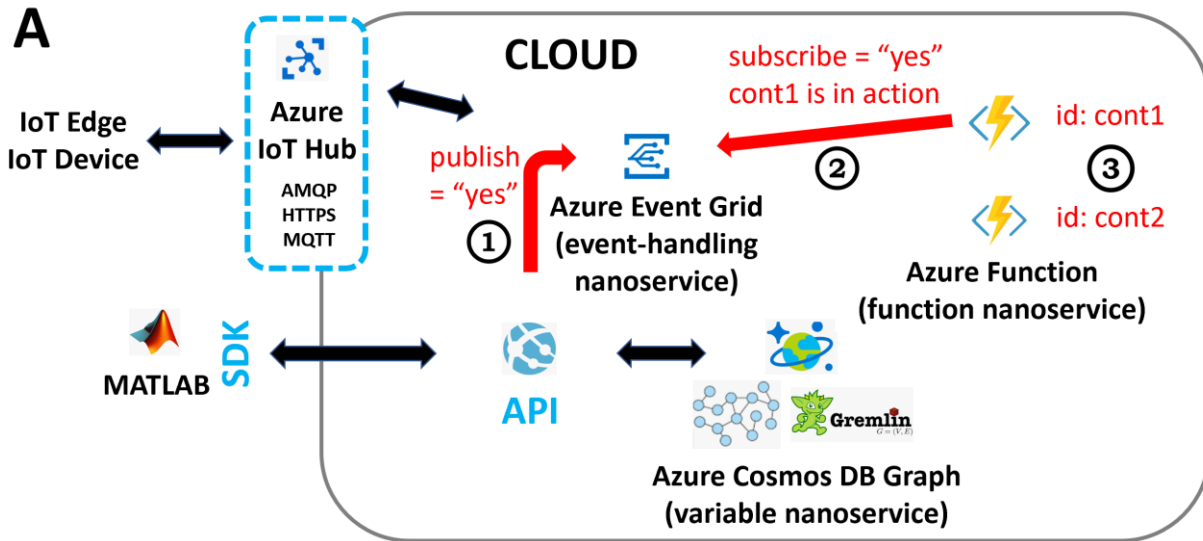 A
CLOUD
IoT Edge
IoT Device
Azure
IoT Hub
AMQP
HTTPS
MQTT
publish
= “yes”
1
Azure Event Grid
(event-handling
nanoservice)
subscribe = “yes”
cont1 is in action
2
id: cont1
3
id: cont2
Azure Function
(function nanoservice)
MATLAB
SDK
API
Gremlin
G = (V, E)
Azure Cosmos DB Graph
(variable nanoservice)